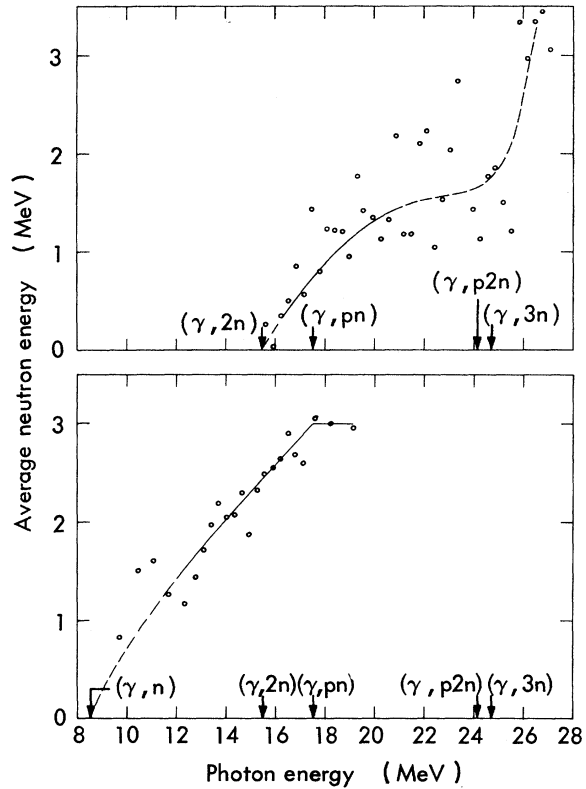 3
2
1
0
(γ,2n)
(γ,pn)
(γ,p2n)
(γ,3n)
Average neutron energy (MeV)
3
2
1
0
(γ,n)
(γ,2n)(γ,pn)
(γ,p2n)(γ,3n)
8 10 12 14 16 18 20 22 24 26 28
Photon energy (MeV)